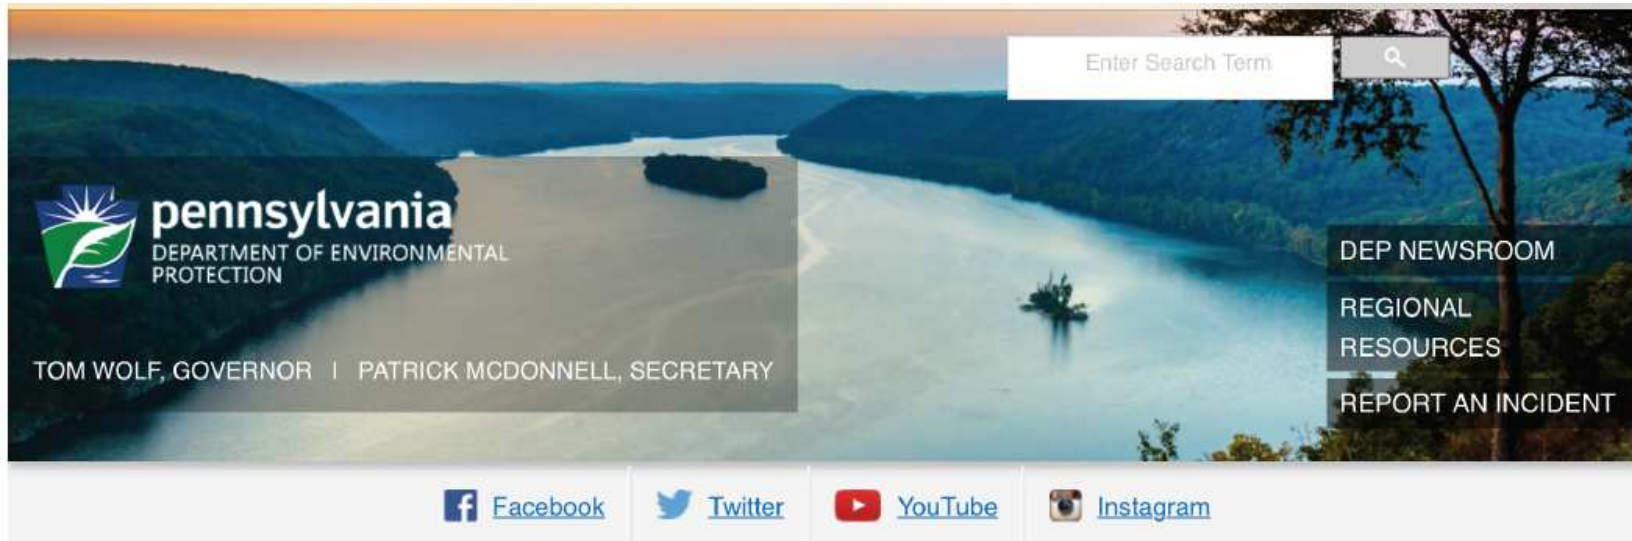 Enter Search Term
pennsylvania
DEPARTMENT OF ENVIRONMENTAL
PROTECTION
TOM WOLF, GOVERNOR | PATRICK MCDONNELL, SECRETARY
DEP NEWSROOM
REGIONAL
RESOURCES
REPORT AN INCIDENT
Facebook
Twitter
YouTube
Instagram